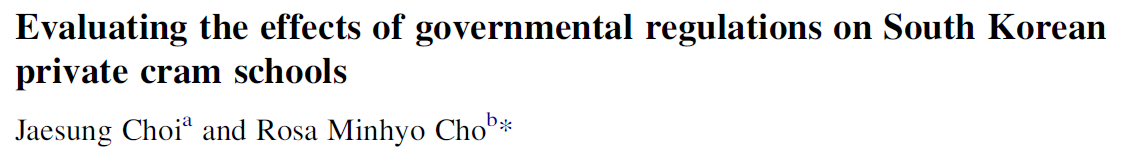 Evaluating the effects of governmental regulations on South Korean
private cram schools
Jaesung Choiᵃ and Rosa Minhyo Choᵇ*